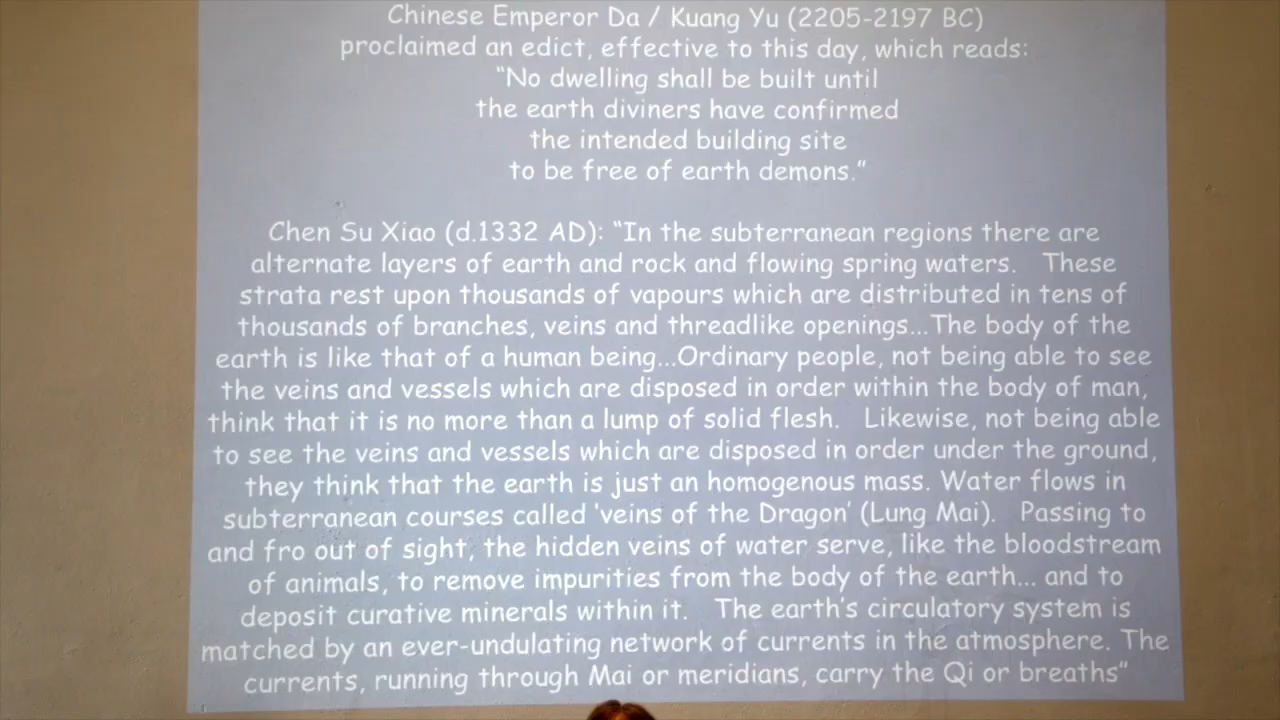 Chinese Emperor Da / Kuang Yu (2205-2197 BC)
proclaimed an edict, effective to this day, which reads:
“No dwelling shall be built until
the earth diviners have confirmed
the intended building site
to be free of earth demons.”
Chen Su Xiao (d.1332 AD): “In the subterranean regions there are
alternate layers of earth and rock and flowing spring waters. These
strata rest upon thousands of vapours which are distributed in tens of
thousands of branches, veins and threadlike openings...The body of the
earth is like that of a human being...Ordinary people, not being able to see
the veins and vessels which are disposed in order within the body of man,
think that it is no more than a lump of solid flesh. Likewise, not being able
to see the veins and vessels which are disposed in order under the ground,
they think that the earth is just an homogenous mass. Water flows in
subterranean courses called ‘veins of the Dragon’ (Lung Mai). Passing to
and fro out of sight, the hidden veins of water serve, like the bloodstream
of animals, to remove impurities from the body of the earth... and to
deposit curative minerals within it. The earth’s circulatory system is
matched by an ever-undulating network of currents in the atmosphere. The
currents, running through Mai or meridians, carry the Qi or breaths”